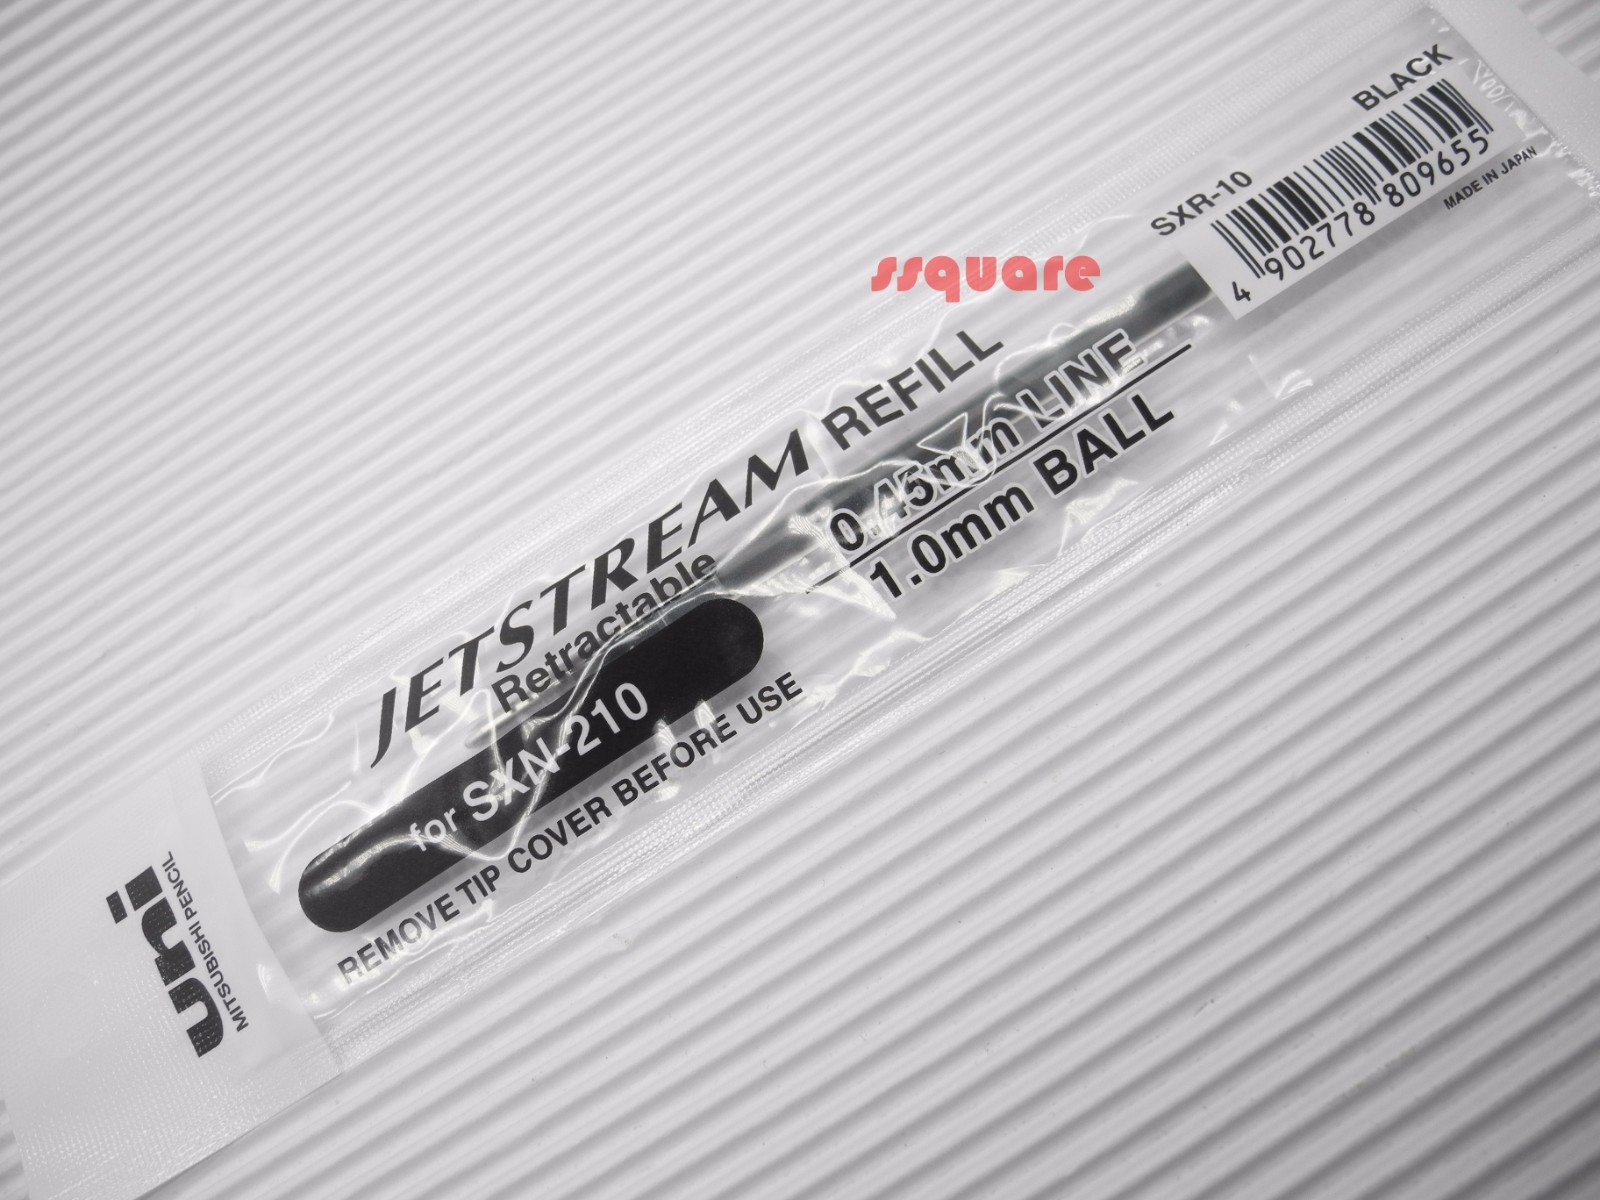 ssquare
BLACK
SXR-10
4 902778 809655
MADE IN JAPAN
JETSTREAM REFILL
Retractable
0.45mm LINE
1.0mm BALL
for SXN-210
REMOVE TIP COVER BEFORE USE
uni
MITSUBISHI PENCIL